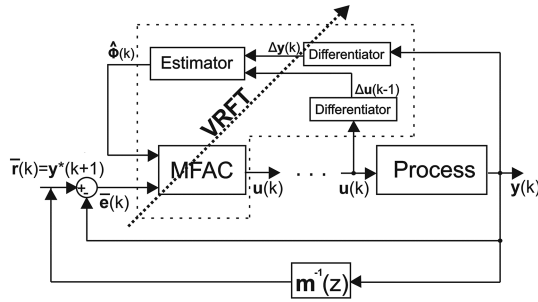 Φ̂(k)
Estimator
Δy(k)
Differentiator
Δu(k-1)
Differentiator
VRFT
r̅(k)=y*(k+1)
+
-
e̅(k)
MFAC
u(k)
. . .
u(k)
Process
y(k)
m⁻¹(z)